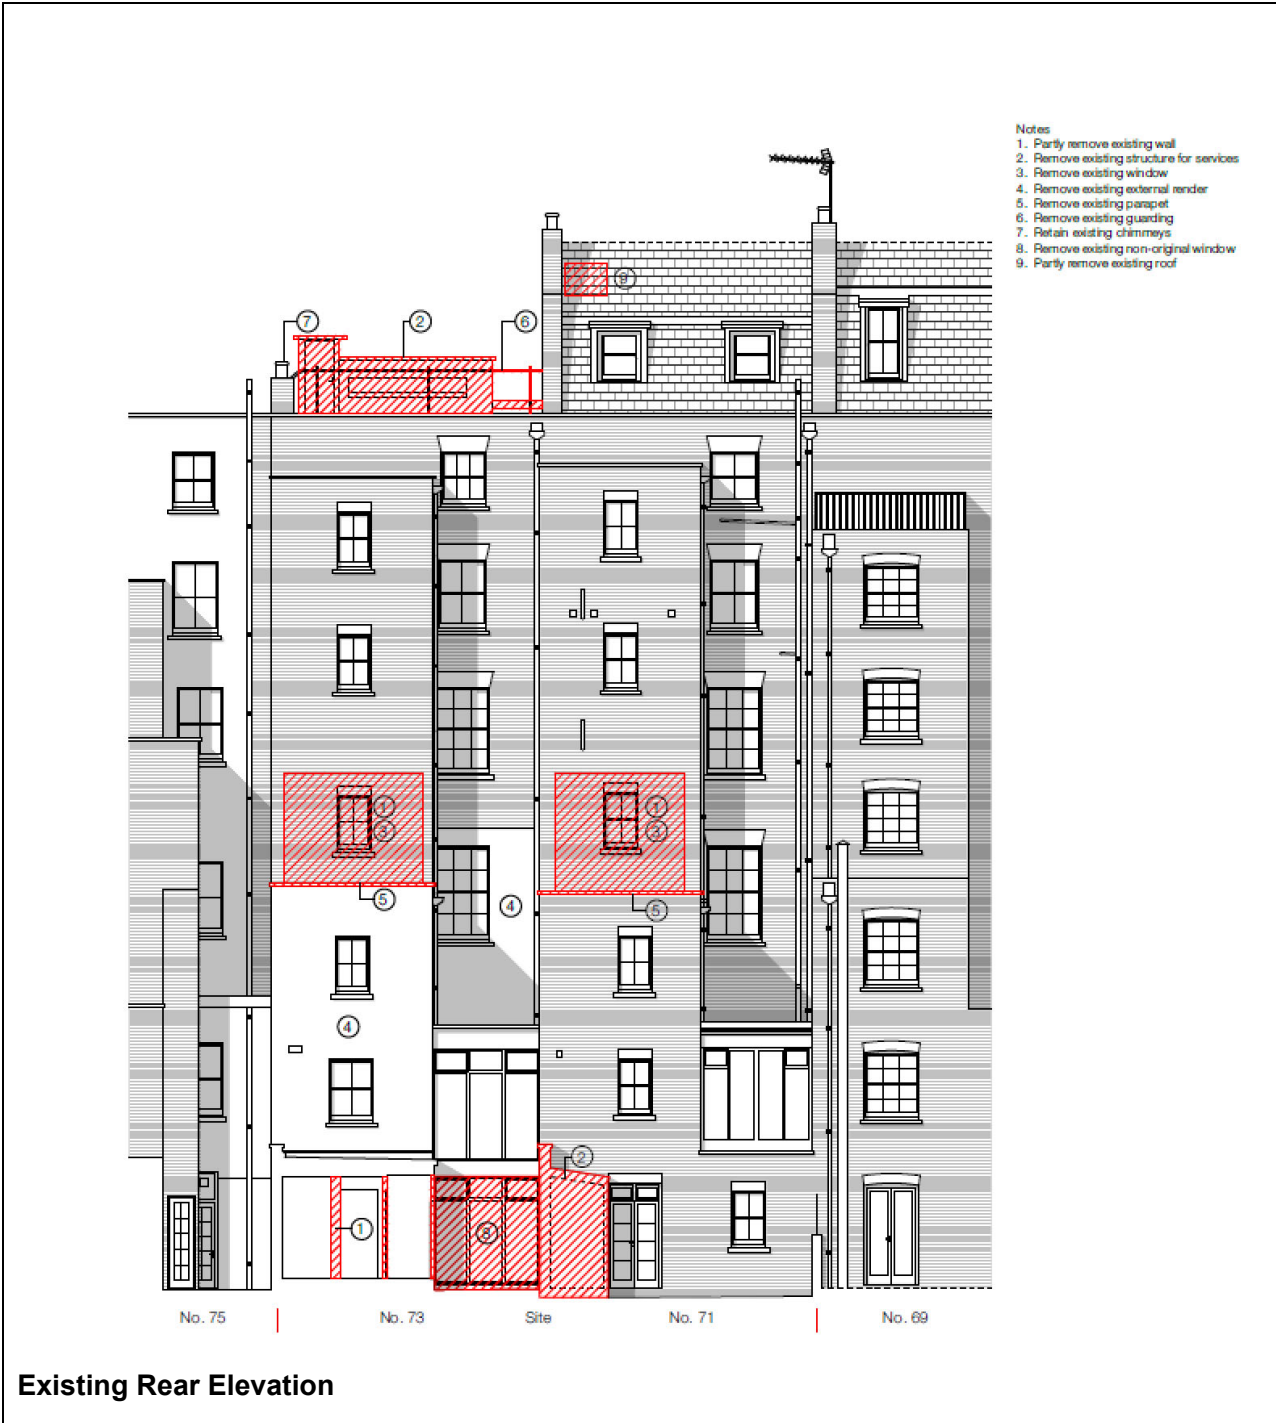 Notes
1. Partly remove existing wall
2. Remove existing structure for services
3. Remove existing window
4. Remove existing external render
5. Remove existing parapet
6. Remove existing guarding
7. Retain existing chimneys
8. Remove existing non-original window
9. Partly remove existing roof
9
7 2 6
1 1
3 3
5 4 5
4
2
1 8
No. 75 No. 73 Site No. 71 No. 69
Existing Rear Elevation